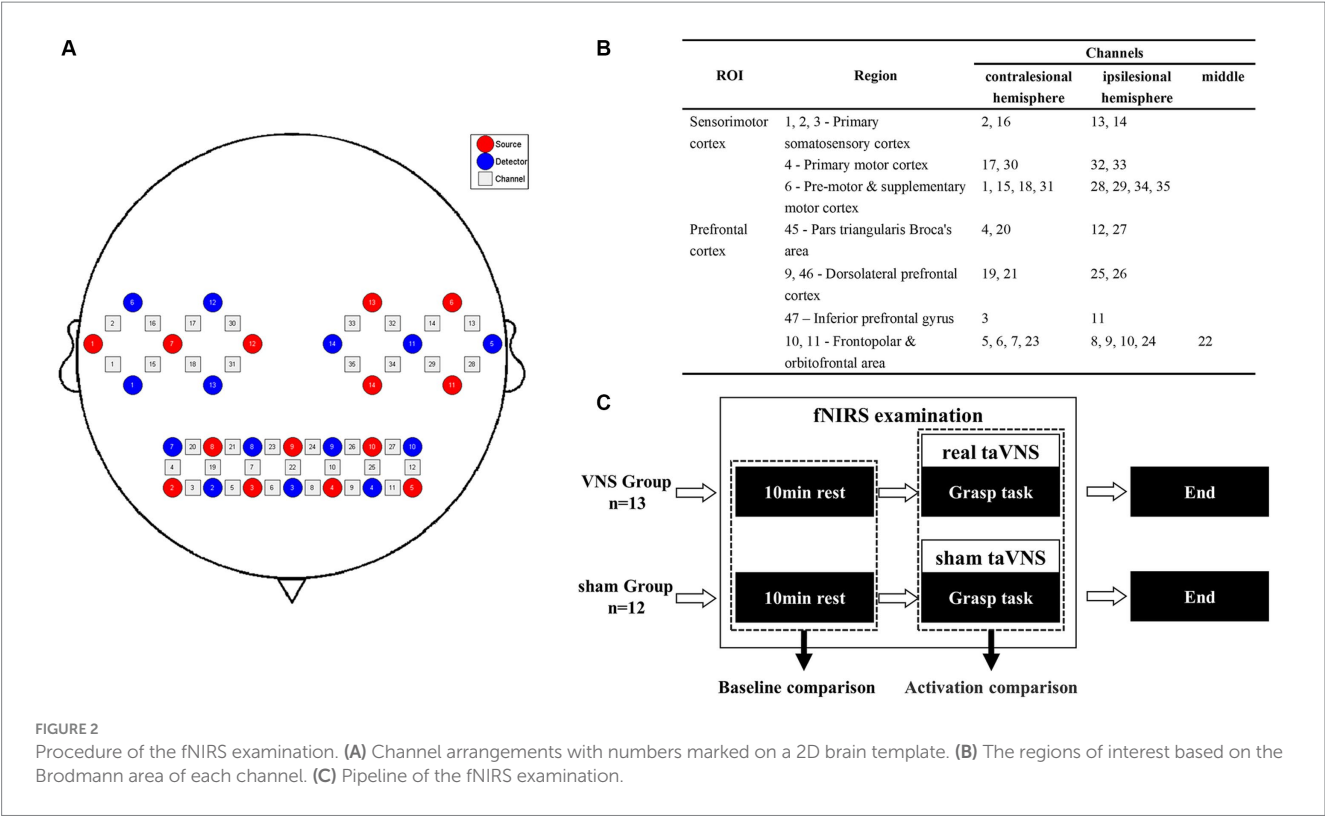 A
Source
Detector
Channel
6
12
13
6
2
16
17
30
33
32
14
13
1
7
12
14
11
5
1
15
18
31
35
34
29
28
1
13
14
11
7
20
8
21
8
23
9
24
9
26
10
27
10
4
19
7
22
10
25
12
2
3
2
5
3
6
3
8
4
9
4
11
5
B
Channels
ROI Region contralesional ipsilesional middle
hemisphere hemisphere
Sensorimotor 1, 2, 3 - Primary 2, 16 13, 14
cortex somatosensory cortex
4 - Primary motor cortex 17, 30 32, 33
6 - Pre-motor & supplementary 1, 15, 18, 31 28, 29, 34, 35
motor cortex
Prefrontal 45 - Pars triangularis Broca's 4, 20 12, 27
cortex area
9, 46 - Dorsolateral prefrontal 19, 21 25, 26
cortex
47 – Inferior prefrontal gyrus 3 11
10, 11 - Frontopolar & 5, 6, 7, 23 8, 9, 10, 24 22
orbitofrontal area
C
fNIRS examination
VNS Group
n=13
10min rest
real taVNS
Grasp task
End
sham Group
n=12
10min rest
sham taVNS
Grasp task
End
Baseline comparison
Activation comparison
FIGURE 2
Procedure of the fNIRS examination. (A) Channel arrangements with numbers marked on a 2D brain template. (B) The regions of interest based on the
Brodmann area of each channel. (C) Pipeline of the fNIRS examination.